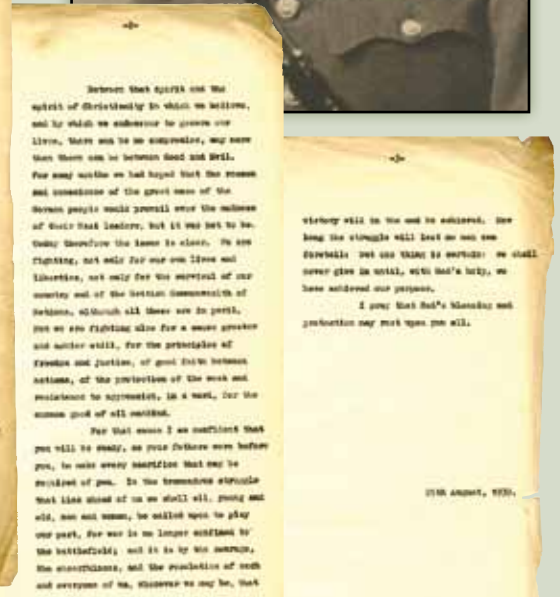 -2-
Between that spirit and the
spirit of Christianity in which we believe,
and by which we endeavour to govern our
lives, there can be no compromise, any more
than there can be between Good and Evil.
For many months we had hoped that the reason
and conscience of the great mass of the
German people would prevail over the madness
of their Nazi leaders, but it was not to be.
Today therefore the issue is clear. We are
fighting, not only for our own lives and
liberties, not only for the survival of our
country and of the British Commonwealth of
Nations, although all these are in peril.
But we are fighting also for a cause greater
and nobler still, for the principles of
freedom and justice, of good faith between
nations, of the protection of the weak and
resistance to oppression, in a word, for the
common good of all mankind.
For that cause I am confident that
you will be ready, as your fathers were before
you, to make every sacrifice that may be
required of you. In the tremendous struggle
that lies ahead of us we shall all, young and
old, men and women, be called upon to play
our part, for war is no longer confined to
the battlefield; and it is by the courage,
the cheerfulness, and the resolution of each
and everyone of us, wherever we may be, that
-3-
victory will in the end be achieved. How
long the struggle will last no man can
foretell: but one thing is certain: we shall
never give in until, with God's help, we
have achieved our purpose.
I pray that God's blessing and
protection may rest upon you all.
August, 1939.